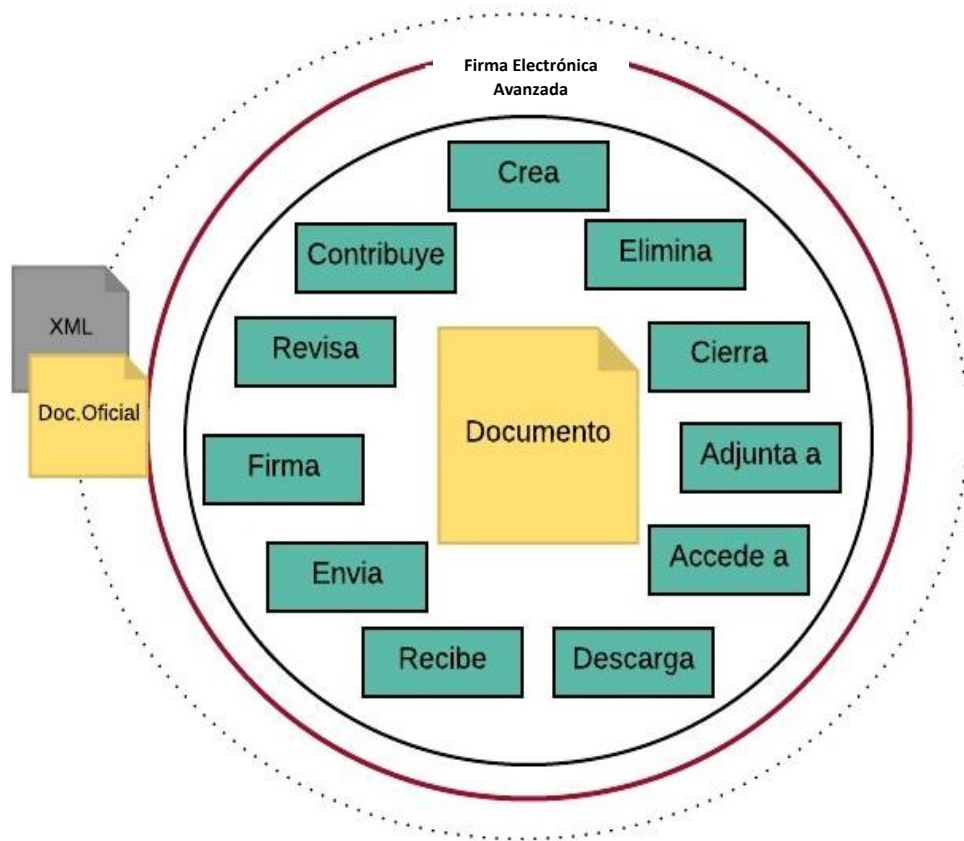 Firma Electrónica
Avanzada
Crea
Contribuye
Elimina
XML
Revisa
Cierra
Doc.Oficial
Documento
Firma
Adjunta a
Envia
Accede a
Recibe
Descarga